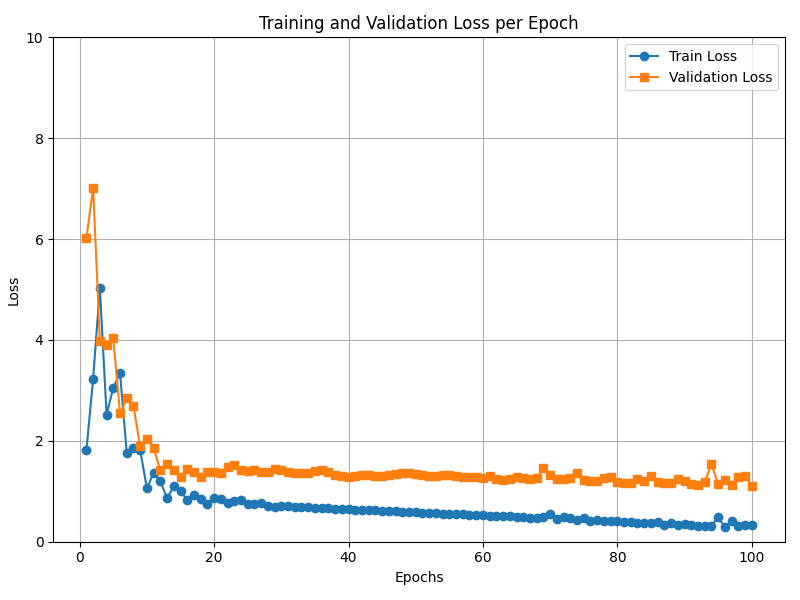 Training and Validation Loss per Epoch
Train Loss
Validation Loss
10
8
6
4
2
0
Loss
0 20 40 60 80 100
Epochs